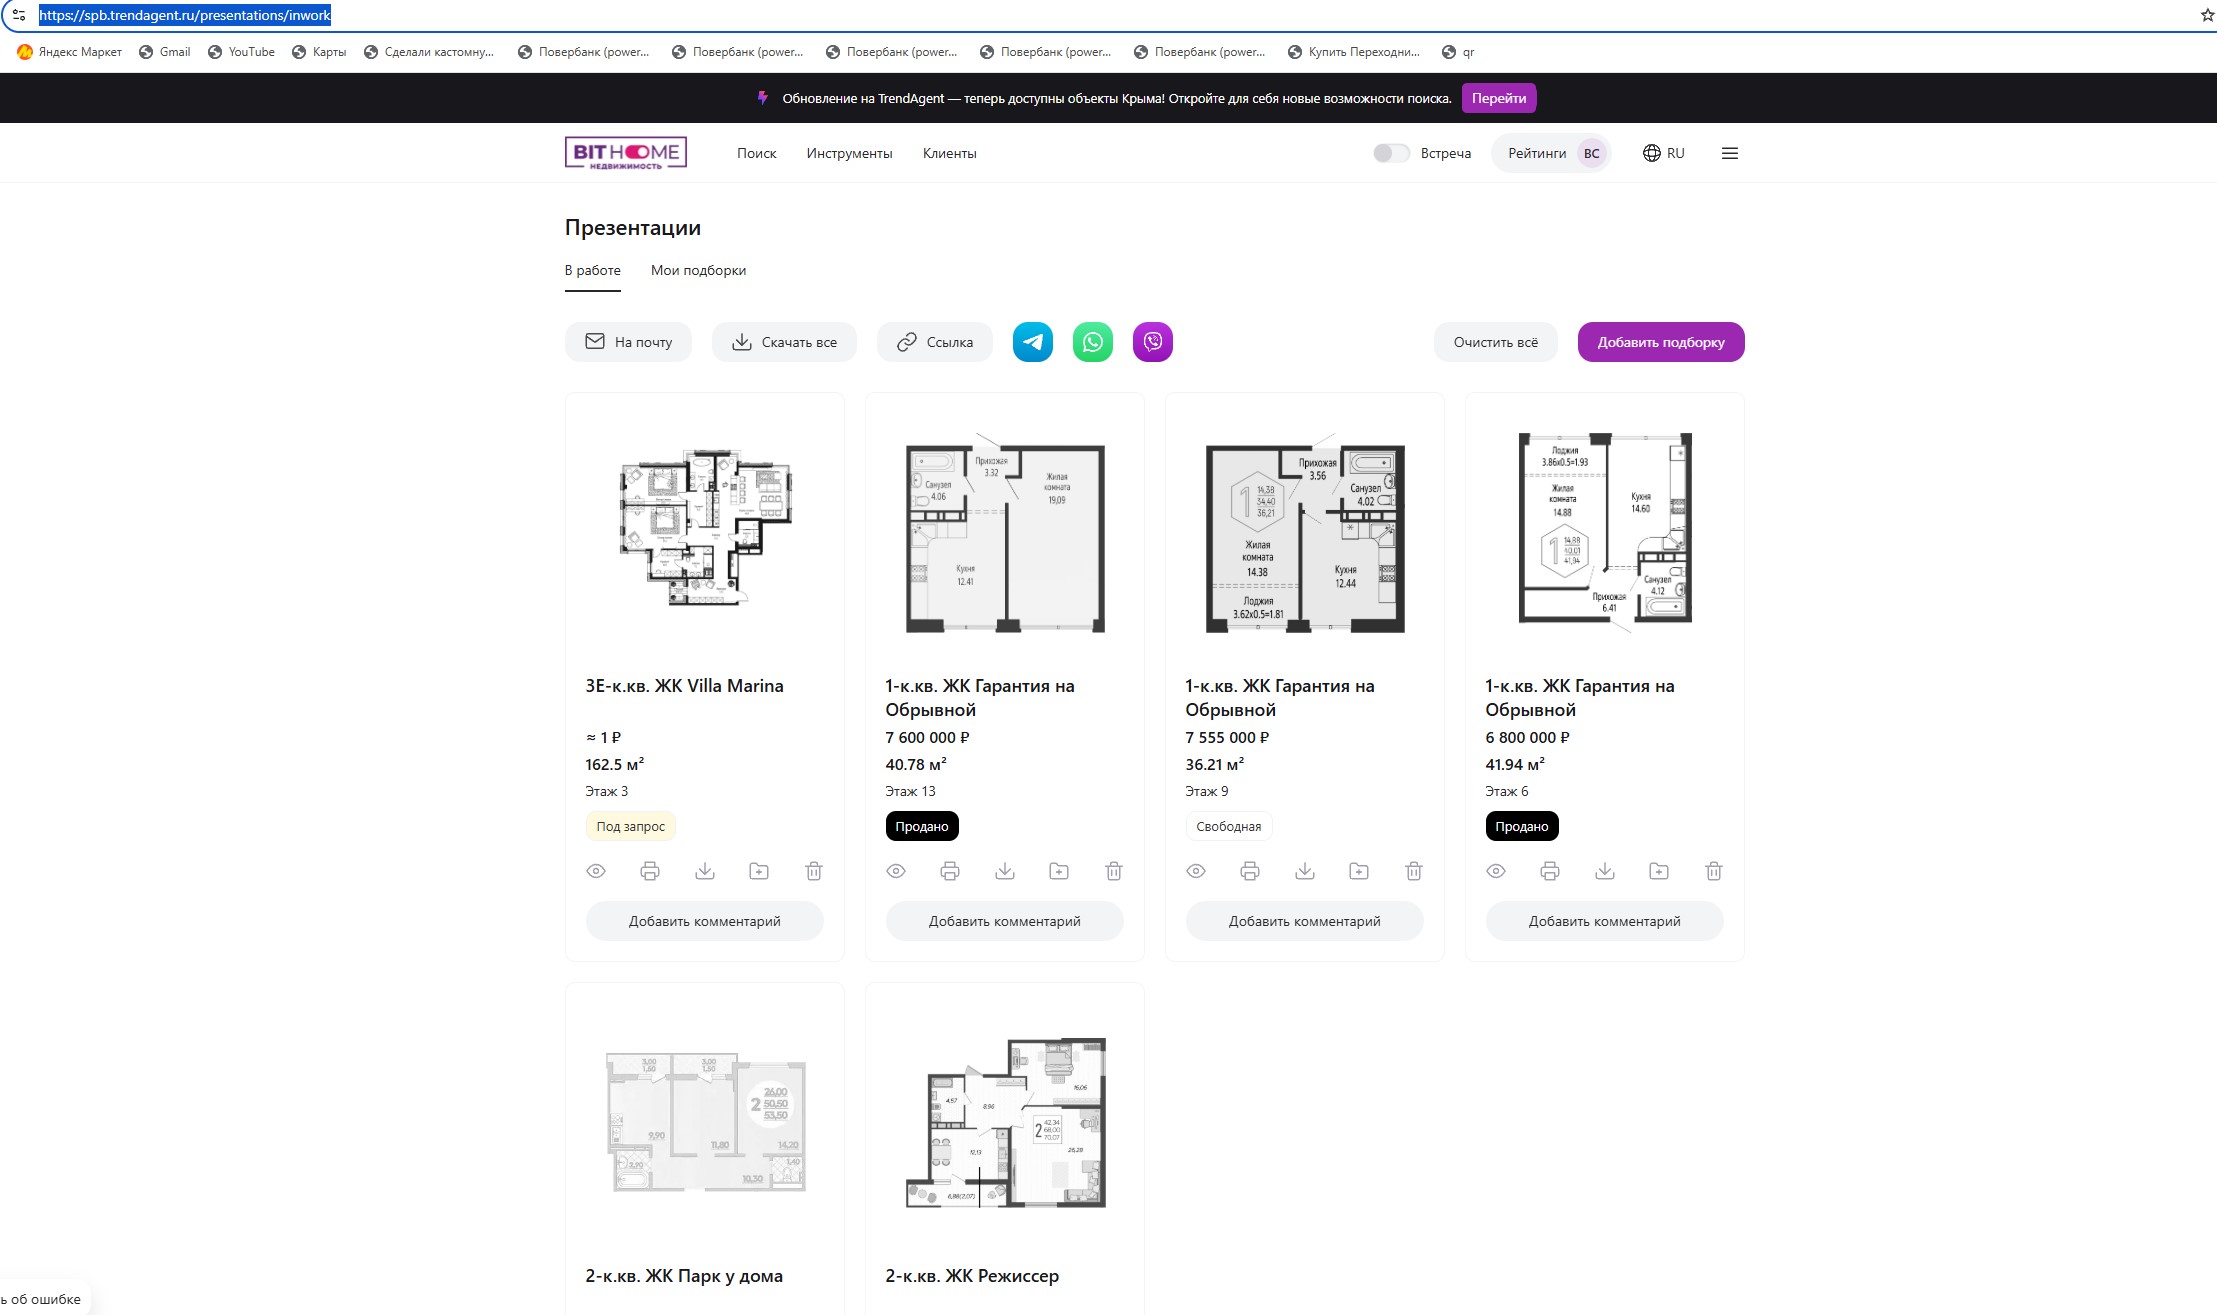 https://spb.trendagent.ru/presentations/inwork
Яндекс Маркет
Gmail
YouTube
Карты
Сделали кастомну...
Повербанк (power...
Повербанк (power...
Повербанк (power...
Повербанк (power...
Повербанк (power...
Купить Переходни...
qr
Обновление на TrendAgent — теперь доступны объекты Крыма! Откройте для себя новые возможности поиска.
Перейти
BIT HOME
НЕДВИЖИМОСТЬ
Поиск
Инструменты
Клиенты
Встреча
Рейтинги
ВС
RU
Презентации
В работе
Мои подборки
На почту
Скачать все
Ссылка
Очистить всё
Добавить подборку
3Е-к.кв. ЖК Villa Marina
≈ 1 ₽
162.5 м²
Этаж 3
Под запрос
Добавить комментарий
Прихожая
3.32
Санузел
4.06
Жилая
комната
19,09
Кухня
12.41
1-к.кв. ЖК Гарантия на
Обрывной
7 600 000 ₽
40.78 м²
Этаж 13
Продано
Добавить комментарий
Прихожая
3.56
1
14,38
34,40
36,21
Санузел
4.02
Жилая
комната
14.38
Кухня
12.44
Лоджия
3.62x0.5=1.81
1-к.кв. ЖК Гарантия на
Обрывной
7 555 000 ₽
36.21 м²
Этаж 9
Свободная
Добавить комментарий
Лоджия
3.86x0.5=1.93
Жилая
комната
14.88
Кухня
14.60
1
14,88
40,01
41,94
Санузел
4.12
Прихожая
6.41
1-к.кв. ЖК Гарантия на
Обрывной
6 800 000 ₽
41.94 м²
Этаж 6
Продано
Добавить комментарий
3,00
1,50
3,00
1,50
2
26,00
50,50
53,50
9,90
11,80
14,20
2,90
1,40
10,30
2-к.кв. ЖК Парк у дома
16,06
4,57
8,96
2
42,34
68,00
70,07
12,13
26,28
6,88(2,07)
2-к.кв. ЖК Режиссер
ь об ошибке